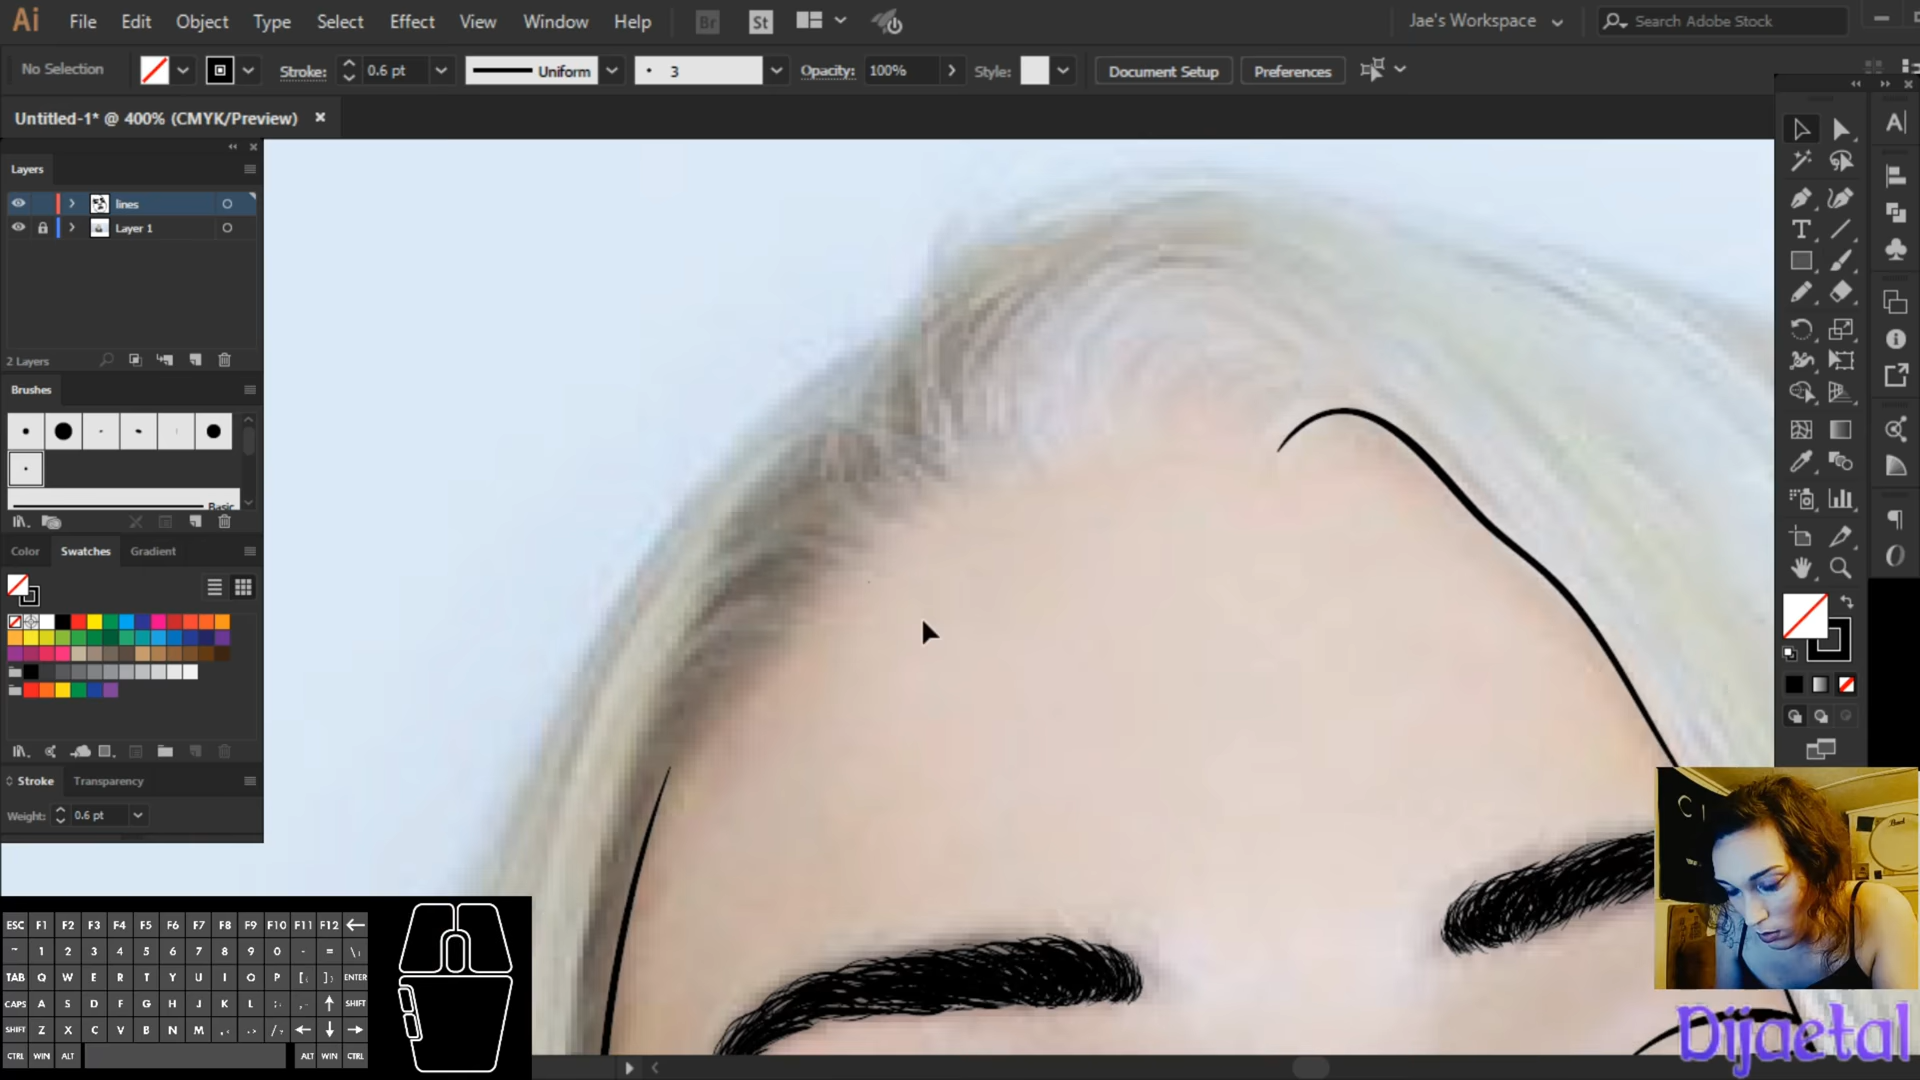 Ai File Edit Object Type Select Effect View Window Help Br St Jae's Workspace Search Adobe Stock
No Selection Stroke: 0.6 pt Uniform 3 Opacity: 100% Style: Document Setup Preferences
Untitled-1* @ 400% (CMYK/Preview)
Layers
lines
Layer 1
2 Layers
Brushes
Basic
Color Swatches Gradient
Stroke Transparency
Weight: 0.6 pt
ESC F1 F2 F3 F4 F5 F6 F7 F8 F9 F10 F11 F12
~ 1 2 3 4 5 6 7 8 9 0 - = \|
TAB Q W E R T Y U I O P [{ ]} ENTER
CAPS A S D F G H J K L ;: ,. SHIFT
SHIFT Z X C V B N M ,< .> /?
CTRL WIN ALT ALT WIN CTRL
Dijaetal